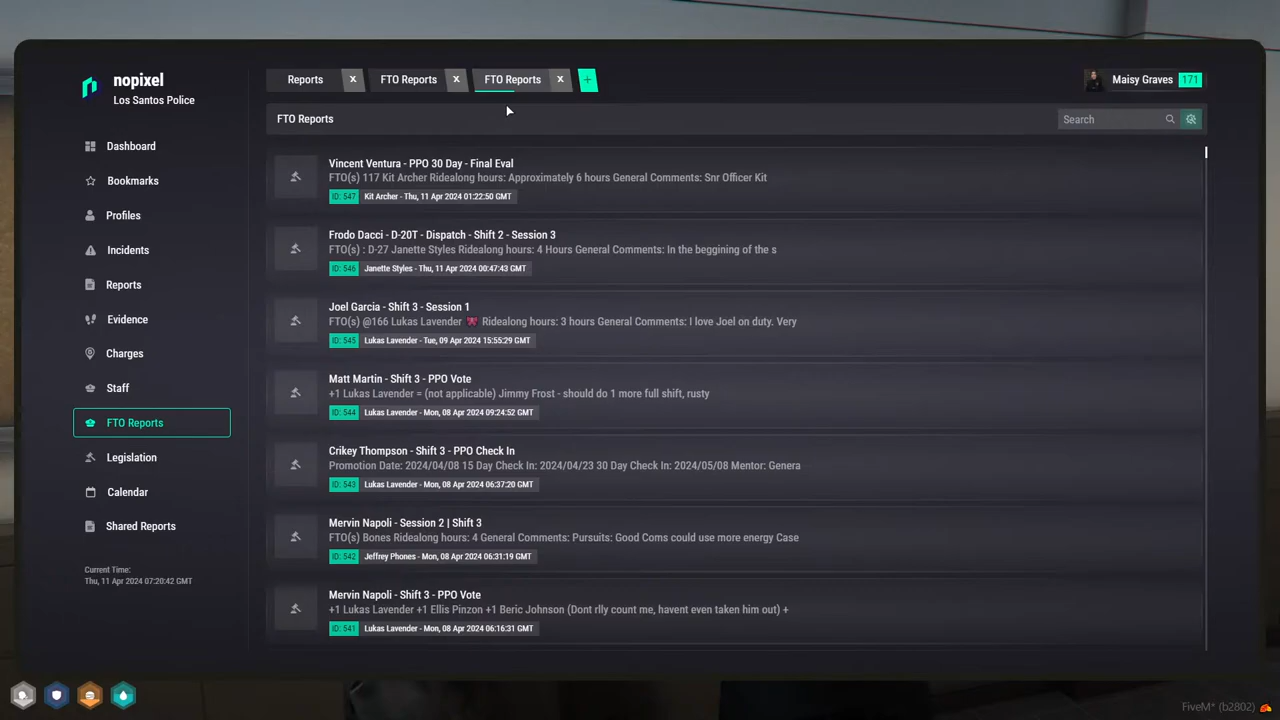 nopixel
Los Santos Police
Dashboard
Bookmarks
Profiles
Incidents
Reports
Evidence
Charges
Staff
FTO Reports
Legislation
Calendar
Shared Reports
Current Time:
Thu, 11 Apr 2024 07:20:42 GMT
Reports x FTO Reports x FTO Reports x +
Maisy Graves 171
FTO Reports
Search
Vincent Ventura - PPO 30 Day - Final Eval
FTO(s) 117 Kit Archer Ridealong hours: Approximately 6 hours General Comments: Snr Officer Kit
ID: 547 Kit Archer - Thu, 11 Apr 2024 01:22:50 GMT
Frodo Dacci - D-20T - Dispatch - Shift 2 - Session 3
FTO(s) : D-27 Janette Styles Ridealong hours: 4 Hours General Comments: In the beggining of the s
ID: 546 Janette Styles - Thu, 11 Apr 2024 00:47:43 GMT
Joel Garcia - Shift 3 - Session 1
FTO(s) @166 Lukas Lavender Ridealong hours: 3 hours General Comments: I love Joel on duty. Very
ID: 545 Lukas Lavender - Tue, 09 Apr 2024 15:55:29 GMT
Matt Martin - Shift 3 - PPO Vote
+1 Lukas Lavender = (not applicable) Jimmy Frost - should do 1 more full shift, rusty
ID: 544 Lukas Lavender - Mon, 08 Apr 2024 09:24:52 GMT
Crikey Thompson - Shift 3 - PPO Check In
Promotion Date: 2024/04/08 15 Day Check In: 2024/04/23 30 Day Check In: 2024/05/08 Mentor: Genera
ID: 543 Lukas Lavender - Mon, 08 Apr 2024 06:37:20 GMT
Mervin Napoli - Session 2 | Shift 3
FTO(s) Bones Ridealong hours: 4 General Comments: Pursuits: Good Coms could use more energy Case
ID: 542 Jeffrey Phones - Mon, 08 Apr 2024 06:31:19 GMT
Mervin Napoli - Shift 3 - PPO Vote
+1 Lukas Lavender +1 Ellis Pinzon +1 Beric Johnson (Dont rlly count me, havent even taken him out) +
ID: 541 Lukas Lavender - Mon, 08 Apr 2024 06:16:31 GMT
FiveM* (b2802)